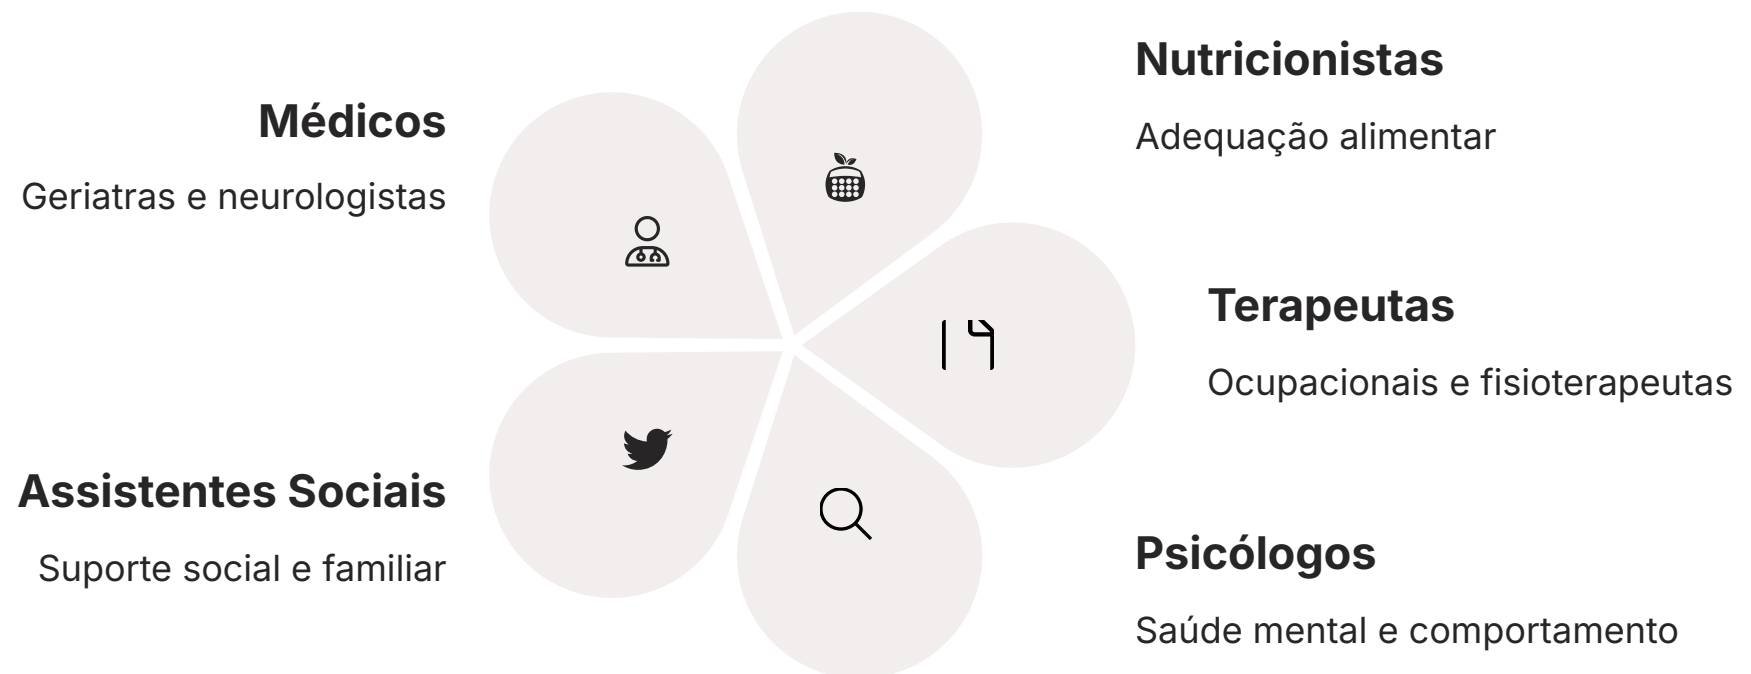 Médicos
Geriatras e neurologistas
Nutricionistas
Adequação alimentar
Terapeutas
Ocupacionais e fisioterapeutas
Assistentes Sociais
Suporte social e familiar
Psicólogos
Saúde mental e comportamento